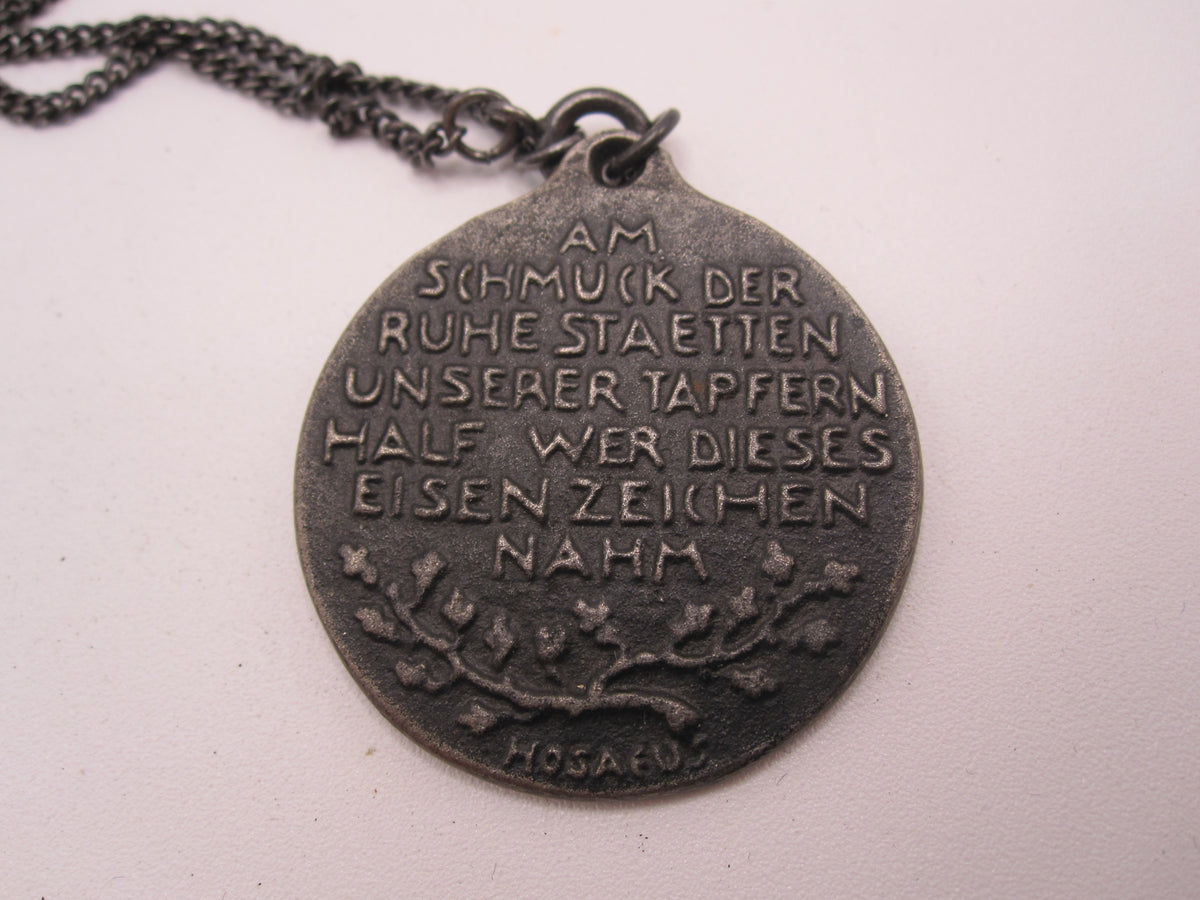 AM
SCHMUCK DER
RUHE STAETTEN
UNSERER TAPFERN
HALF WER DIESES
EISEN ZEICHEN
NAHM
HOSAEUS